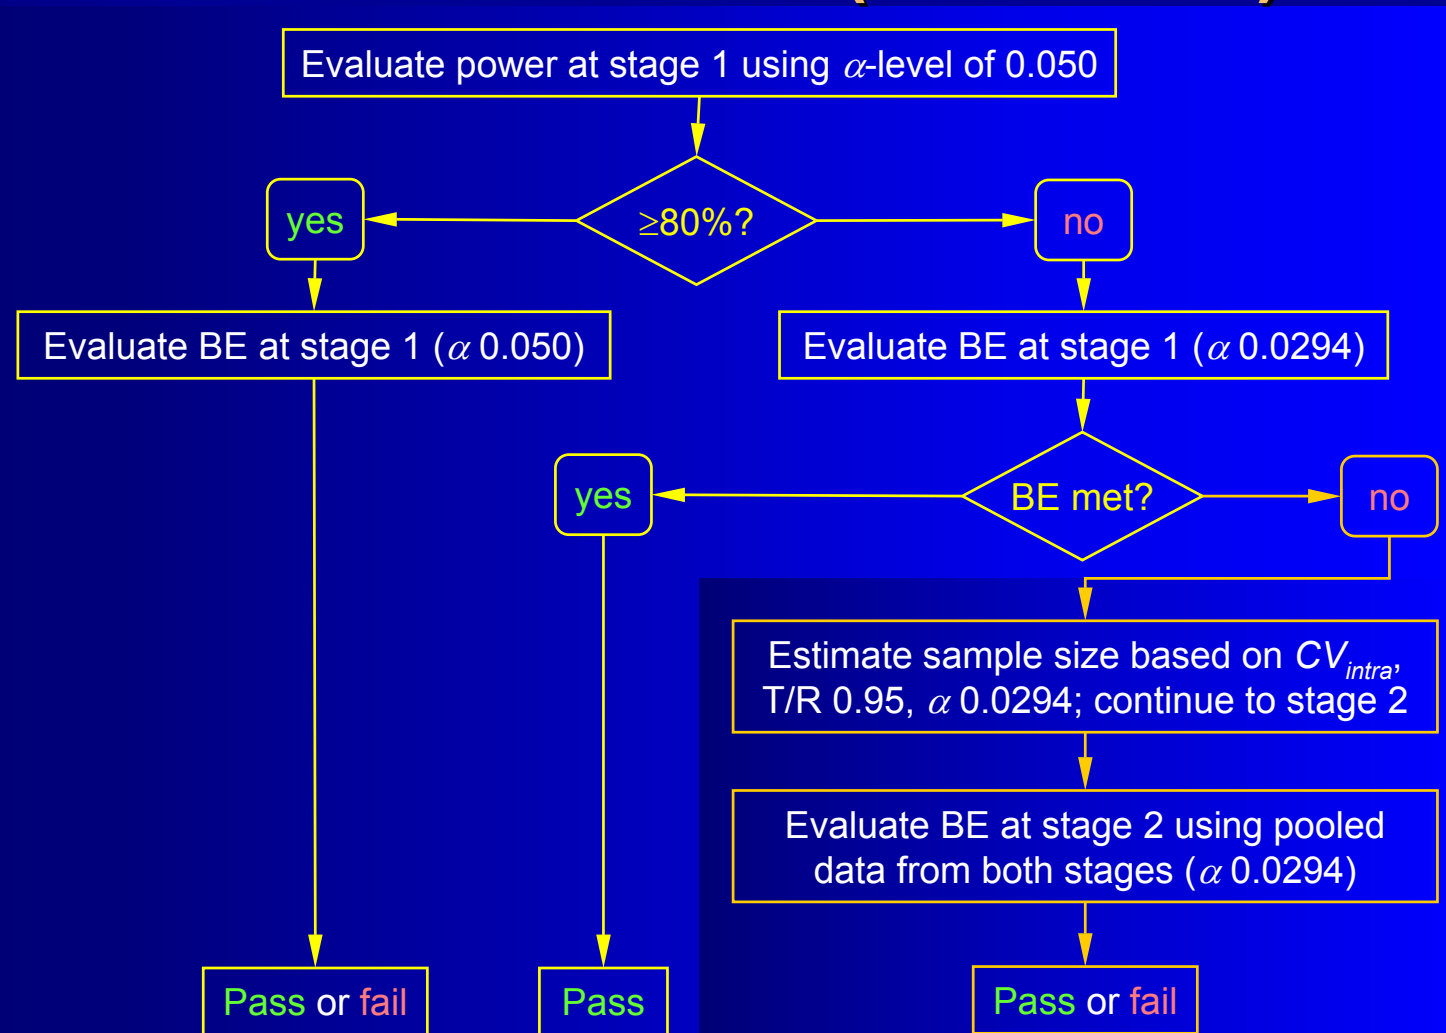 Evaluate power at stage 1 using α-level of 0.050
yes
≥80%?
no
Evaluate BE at stage 1 (α 0.050)
Evaluate BE at stage 1 (α 0.0294)
yes
BE met?
no
Estimate sample size based on CVintra,
T/R 0.95, α 0.0294; continue to stage 2
Evaluate BE at stage 2 using pooled
data from both stages (α 0.0294)
Pass or fail
Pass
Pass or fail